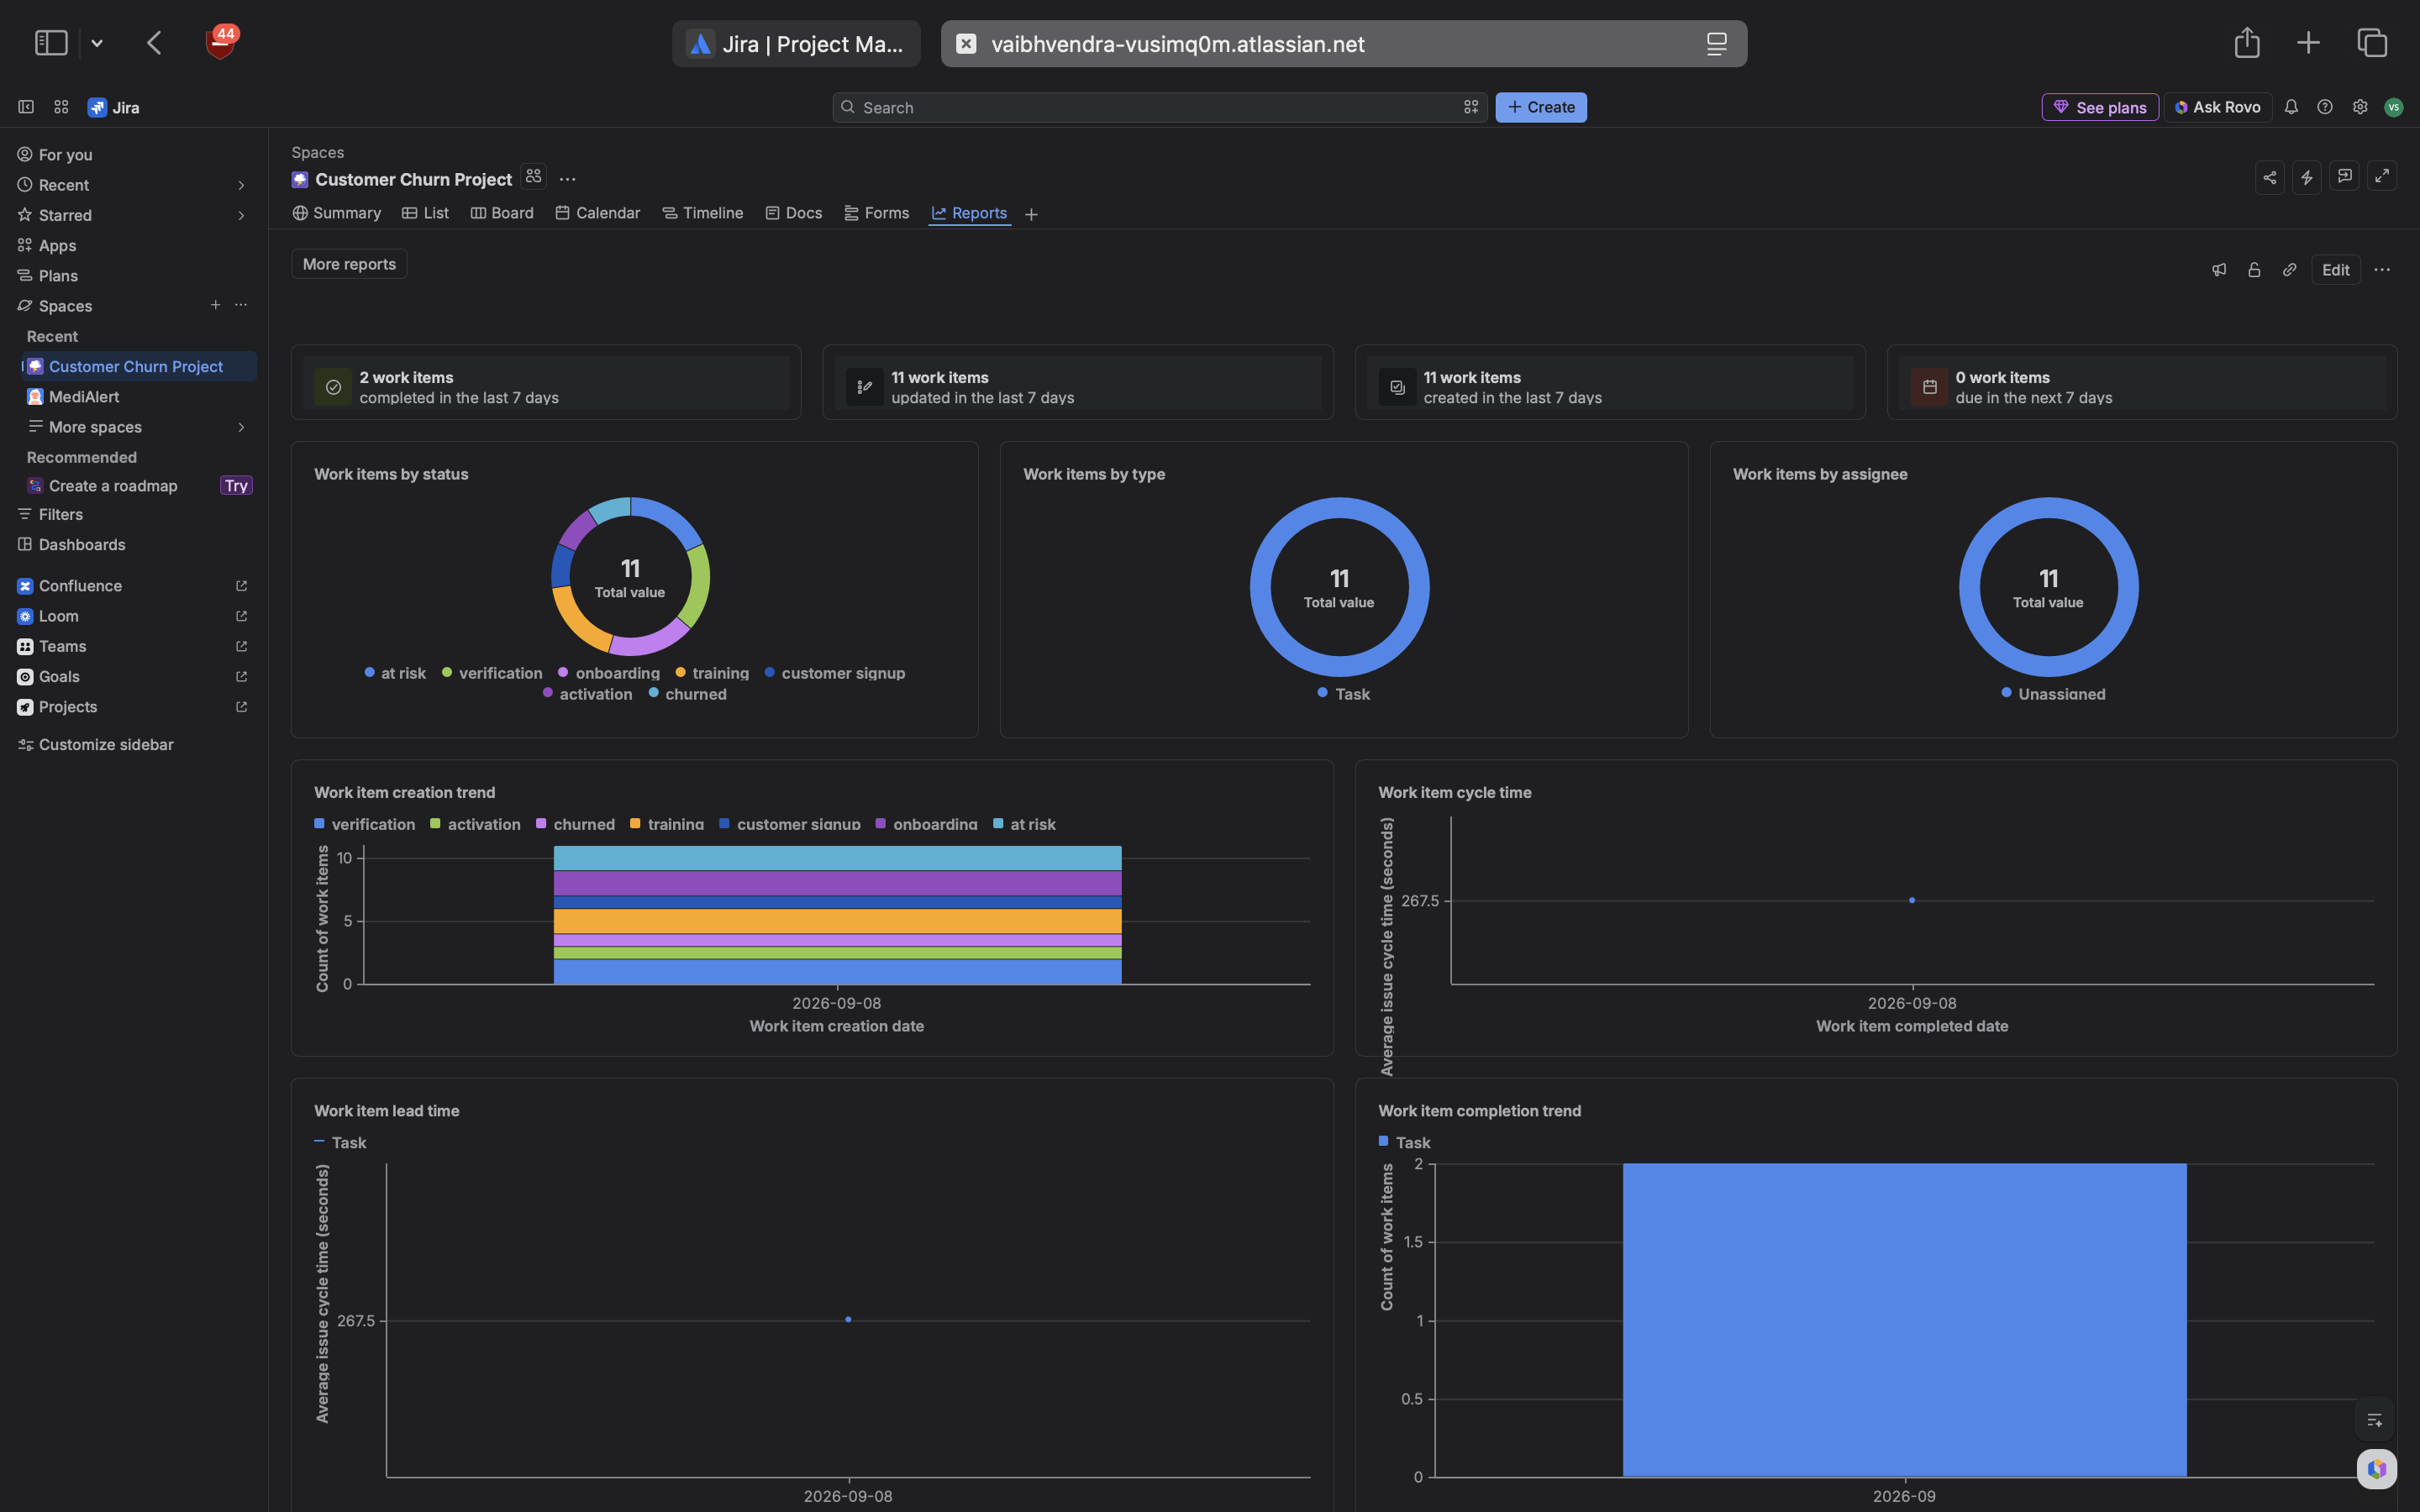 44
Jira | Project Ma...
vaibhvendra-vusimq0m.atlassian.net
Jira
Search
+ Create
See plans
Ask Rovo
VS
For you
Recent
Starred
Apps
Plans
Spaces
Recent
Customer Churn Project
MediAlert
More spaces
Recommended
Create a roadmap
Try
Filters
Dashboards
Confluence
Loom
Teams
Goals
Projects
Customize sidebar
Spaces
Customer Churn Project
Summary
List
Board
Calendar
Timeline
Docs
Forms
Reports
More reports
Edit
2 work items
completed in the last 7 days
11 work items
updated in the last 7 days
11 work items
created in the last 7 days
0 work items
due in the next 7 days
Work items by status
11
Total value
at risk verification onboarding training customer signup
activation churned
Work items by type
11
Total value
Task
Work items by assignee
11
Total value
Unassigned
Work item creation trend
verification activation churned training customer signup onboarding at risk
Count of work items
10
5
0
2026-09-08
Work item creation date
Work item cycle time
Average issue cycle time (seconds)
267.5
2026-09-08
Work item completed date
Work item lead time
Task
Average issue cycle time (seconds)
267.5
2026-09-08
Work item completion trend
Task
Count of work items
2
1.5
1
0.5
0
2026-09